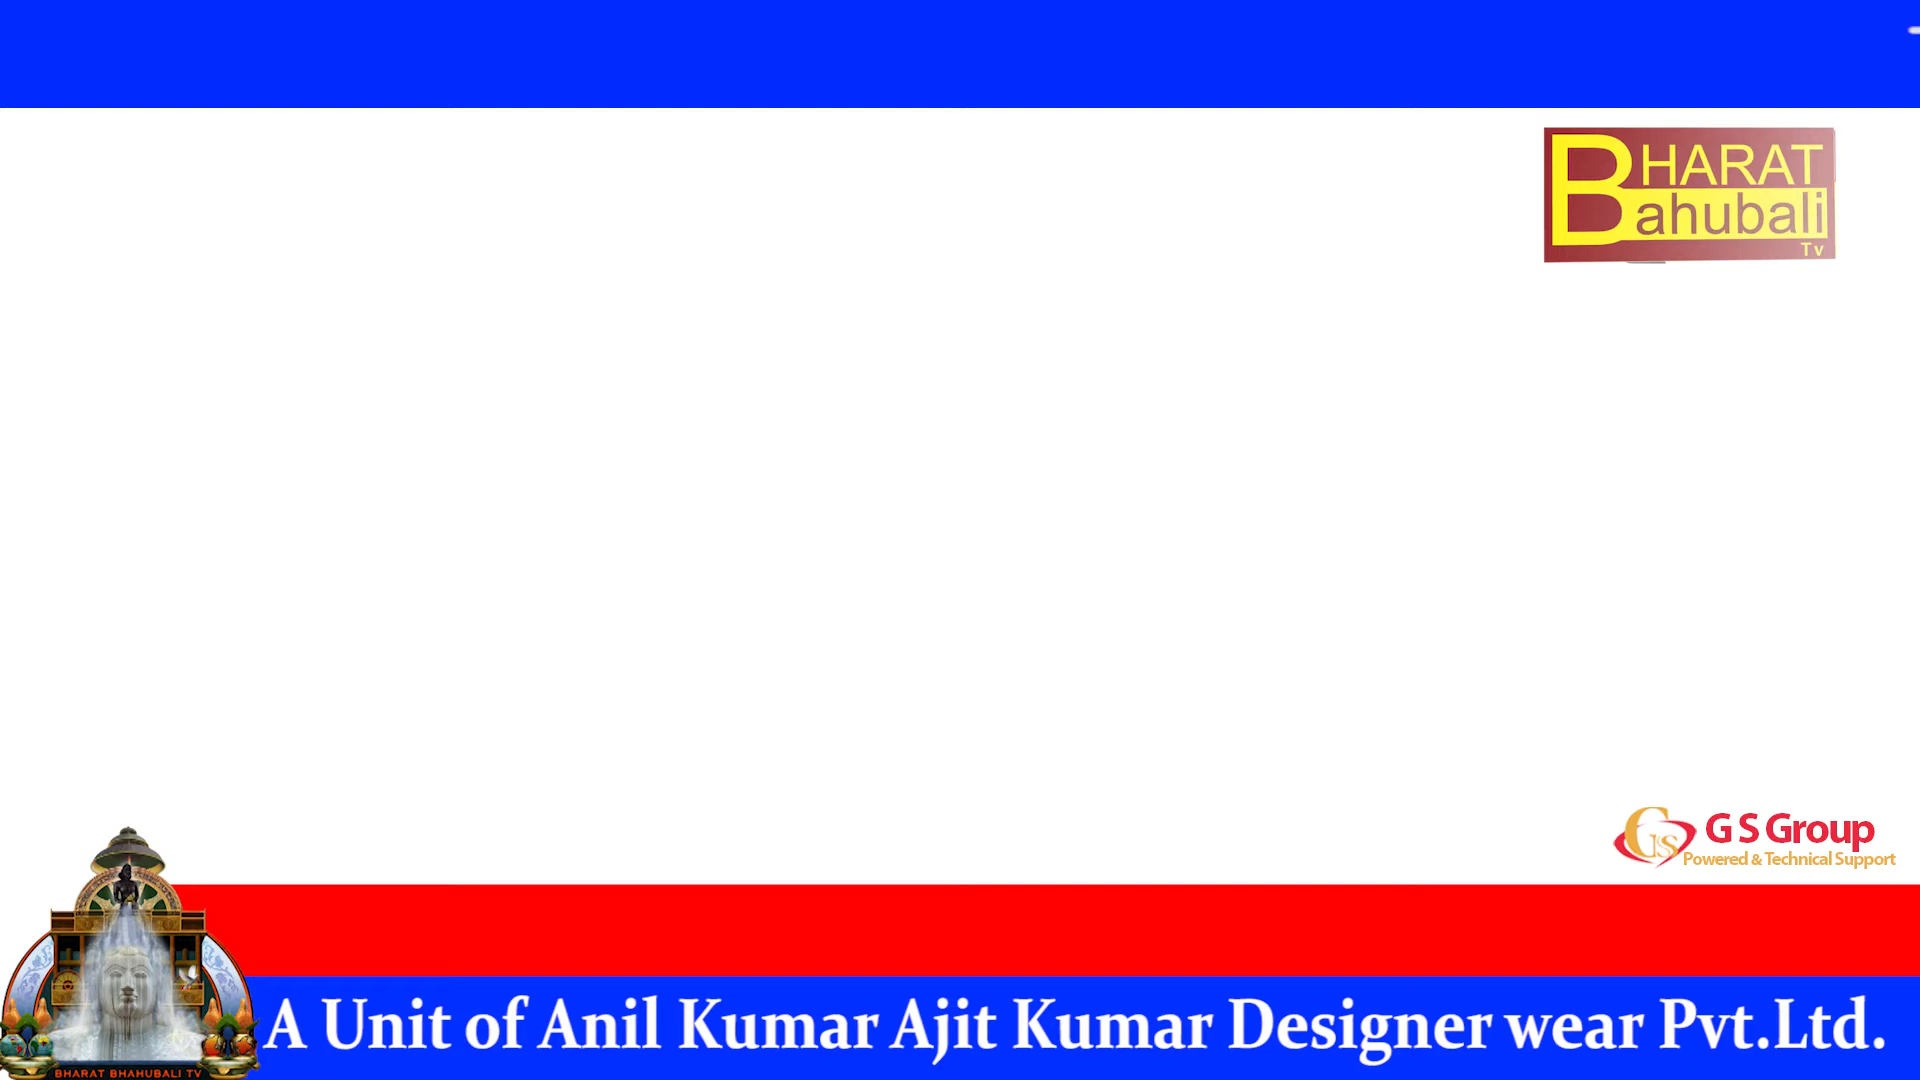 BHARAT
Bahubali
Tv
G S Group
Powered & Technical Support
A Unit of Anil Kumar Ajit Kumar Designer wear Pvt.Ltd.
BHARAT BHAHUBALI TV